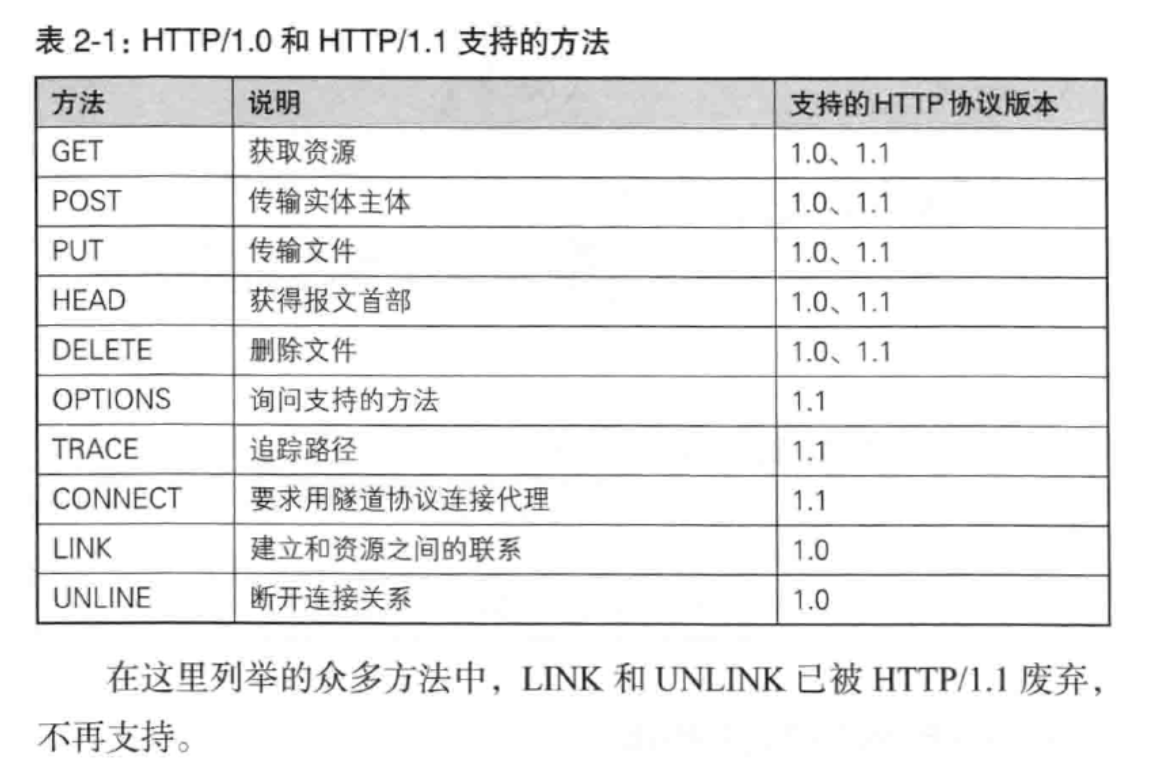 表 2-1：HTTP/1.0 和 HTTP/1.1 支持的方法
方法 说明 支持的HTTP协议版本
GET 获取资源 1.0、1.1
POST 传输实体主体 1.0、1.1
PUT 传输文件 1.0、1.1
HEAD 获得报文首部 1.0、1.1
DELETE 删除文件 1.0、1.1
OPTIONS 询问支持的方法 1.1
TRACE 追踪路径 1.1
CONNECT 要求用隧道协议连接代理 1.1
LINK 建立和资源之间的联系 1.0
UNLINE 断开连接关系 1.0
在这里列举的众多方法中，LINK 和 UNLINK 已被 HTTP/1.1 废弃，
不再支持。